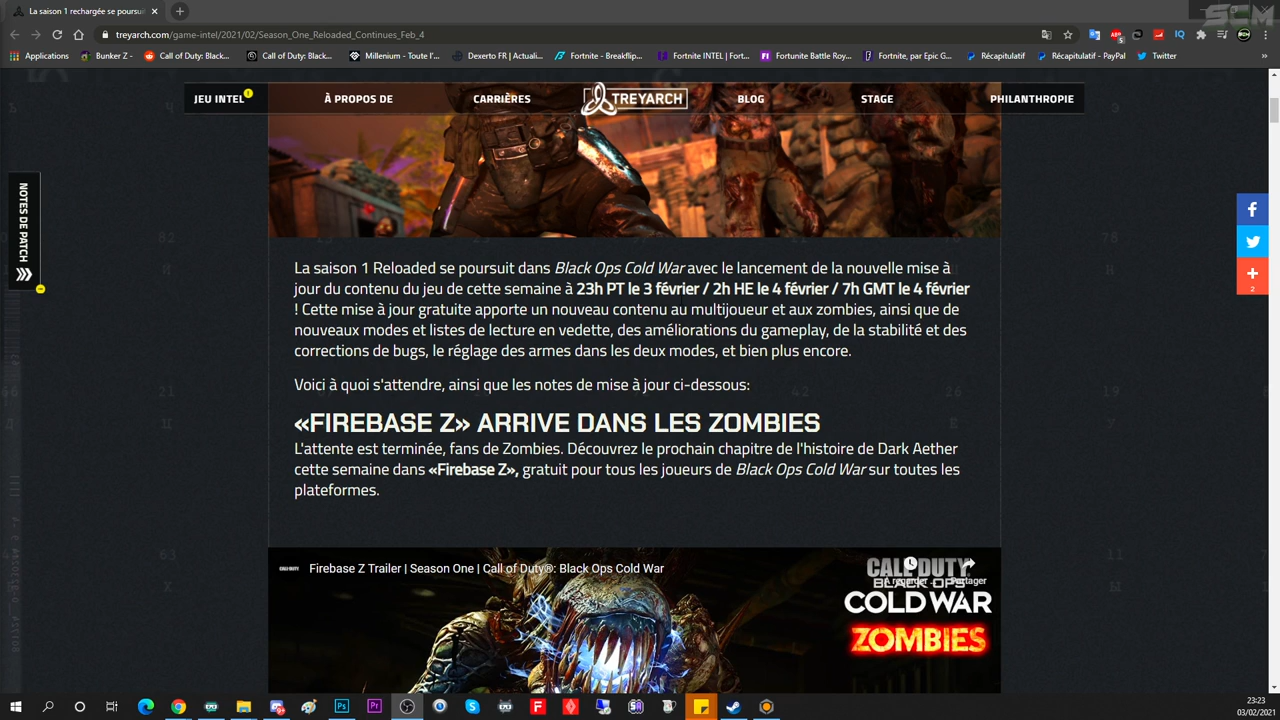 La saison 1 rechargée se poursui
SCM
treyarch.com/game-intel/2021/02/Season_One_Reloaded_Continues_Feb_4
Applications Bunker Z - Call of Duty: Black... Call of Duty: Black... Millenium - Toute l'i... Dexerto FR | Actuali... Fortnite - Breakflip... Fortnite INTEL | Fort... Fortunite Battle Roy... Fortnite, par Epic G... Récapitulatif Récapitulatif - PayPal Twitter »
JEU INTEL ! À PROPOS DE CARRIÈRES TREYARCH BLOG STAGE PHILANTHROPIE
NOTES DE PATCH
La saison 1 Reloaded se poursuit dans Black Ops Cold War avec le lancement de la nouvelle mise à
jour du contenu du jeu de cette semaine à 23h PT le 3 février / 2h HE le 4 février / 7h GMT le 4 février
! Cette mise à jour gratuite apporte un nouveau contenu au multijoueur et aux zombies, ainsi que de
nouveaux modes et listes de lecture en vedette, des améliorations du gameplay, de la stabilité et des
corrections de bugs, le réglage des armes dans les deux modes, et bien plus encore.
Voici à quoi s'attendre, ainsi que les notes de mise à jour ci-dessous:
«FIREBASE Z» ARRIVE DANS LES ZOMBIES
L'attente est terminée, fans de Zombies. Découvrez le prochain chapitre de l'histoire de Dark Aether
cette semaine dans «Firebase Z», gratuit pour tous les joueurs de Black Ops Cold War sur toutes les
plateformes.
2
Firebase Z Trailer | Season One | Call of Duty®: Black Ops Cold War
À regarder ... Partager
CALL OF DUTY
BLACK OPS
COLD WAR
ZOMBIES
23:23
03/02/2021